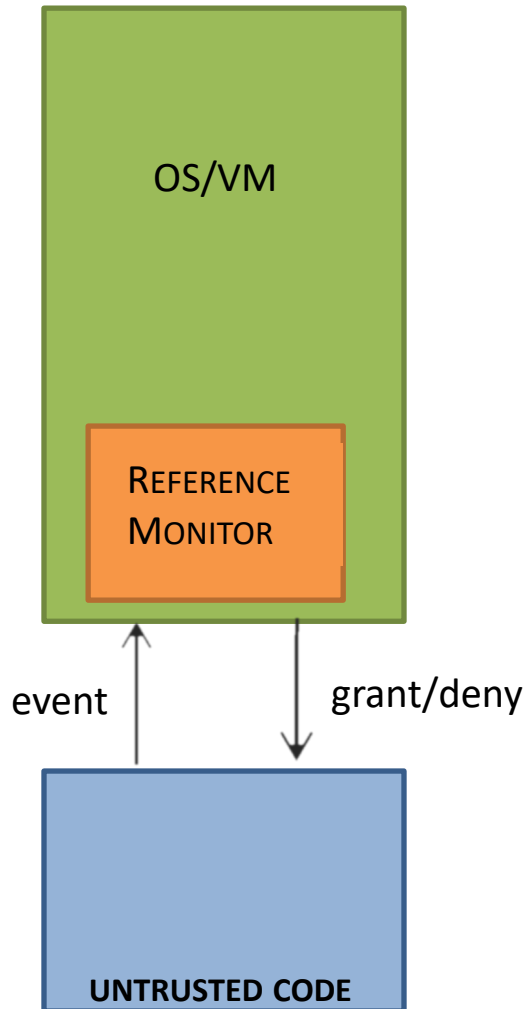 OS/VM
REFERENCE
MONITOR
event
grant/deny
UNTRUSTED CODE